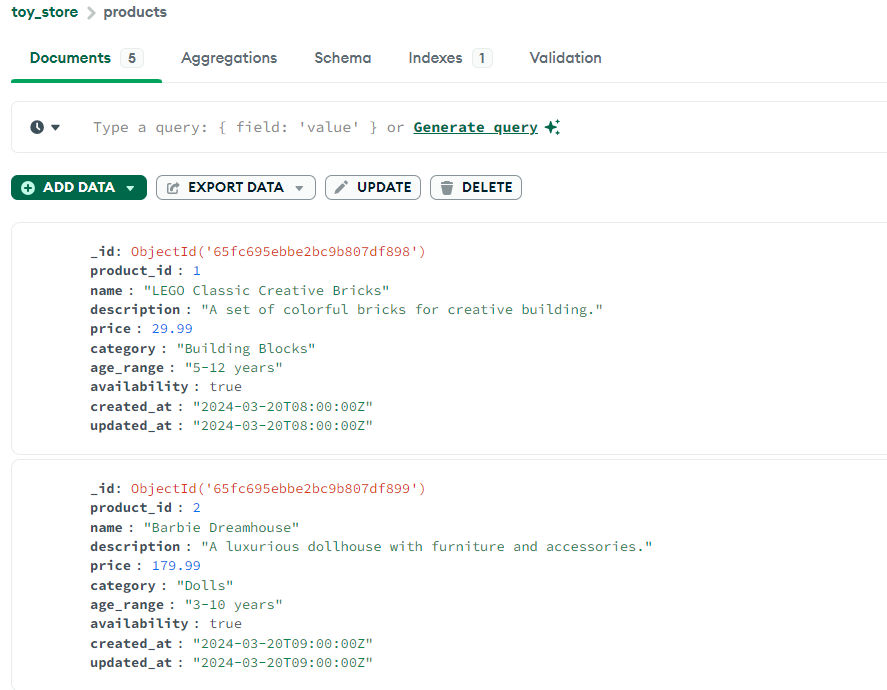 toy_store > products
Documents 5 Aggregations Schema Indexes 1 Validation
Type a query: { field: 'value' } or Generate query
ADD DATA EXPORT DATA UPDATE DELETE
_id: ObjectId('65fc695ebbe2bc9b807df898')
product_id : 1
name : "LEGO Classic Creative Bricks"
description : "A set of colorful bricks for creative building."
price : 29.99
category : "Building Blocks"
age_range : "5-12 years"
availability : true
created_at : "2024-03-20T08:00:00Z"
updated_at : "2024-03-20T08:00:00Z"
_id: ObjectId('65fc695ebbe2bc9b807df899')
product_id : 2
name : "Barbie Dreamhouse"
description : "A luxurious dollhouse with furniture and accessories."
price : 179.99
category : "Dolls"
age_range : "3-10 years"
availability : true
created_at : "2024-03-20T09:00:00Z"
updated_at : "2024-03-20T09:00:00Z"